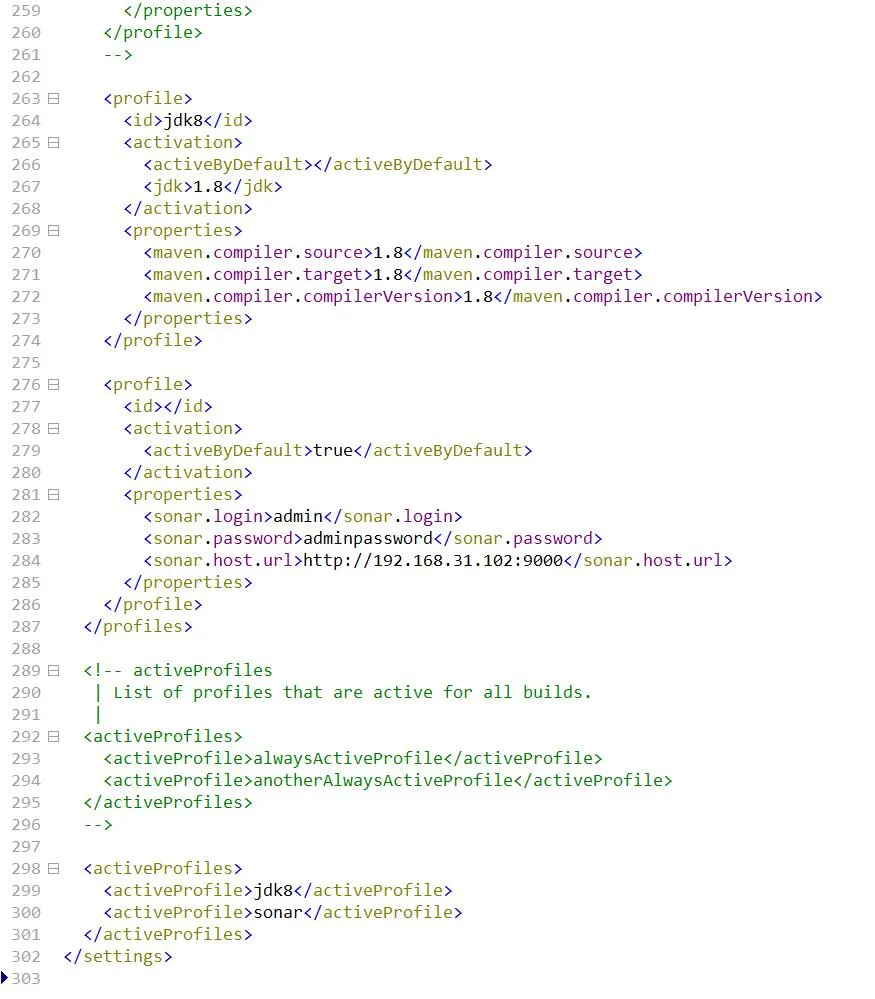 259 </properties>
260 </profile>
261 -->
262
263 <profile>
264 <id>jdk8</id>
265 <activation>
266 <activeByDefault></activeByDefault>
267 <jdk>1.8</jdk>
268 </activation>
269 <properties>
270 <maven.compiler.source>1.8</maven.compiler.source>
271 <maven.compiler.target>1.8</maven.compiler.target>
272 <maven.compiler.compilerVersion>1.8</maven.compiler.compilerVersion>
273 </properties>
274 </profile>
275
276 <profile>
277 <id></id>
278 <activation>
279 <activeByDefault>true</activeByDefault>
280 </activation>
281 <properties>
282 <sonar.login>admin</sonar.login>
283 <sonar.password>adminpassword</sonar.password>
284 <sonar.host.url>http://192.168.31.102:9000</sonar.host.url>
285 </properties>
286 </profile>
287 </profiles>
288
289 <!-- activeProfiles
290 | List of profiles that are active for all builds.
291 |
292 <activeProfiles>
293 <activeProfile>alwaysActiveProfile</activeProfile>
294 <activeProfile>anotherAlwaysActiveProfile</activeProfile>
295 </activeProfiles>
296 -->
297
298 <activeProfiles>
299 <activeProfile>jdk8</activeProfile>
300 <activeProfile>sonar</activeProfile>
301 </activeProfiles>
302 </settings>
303